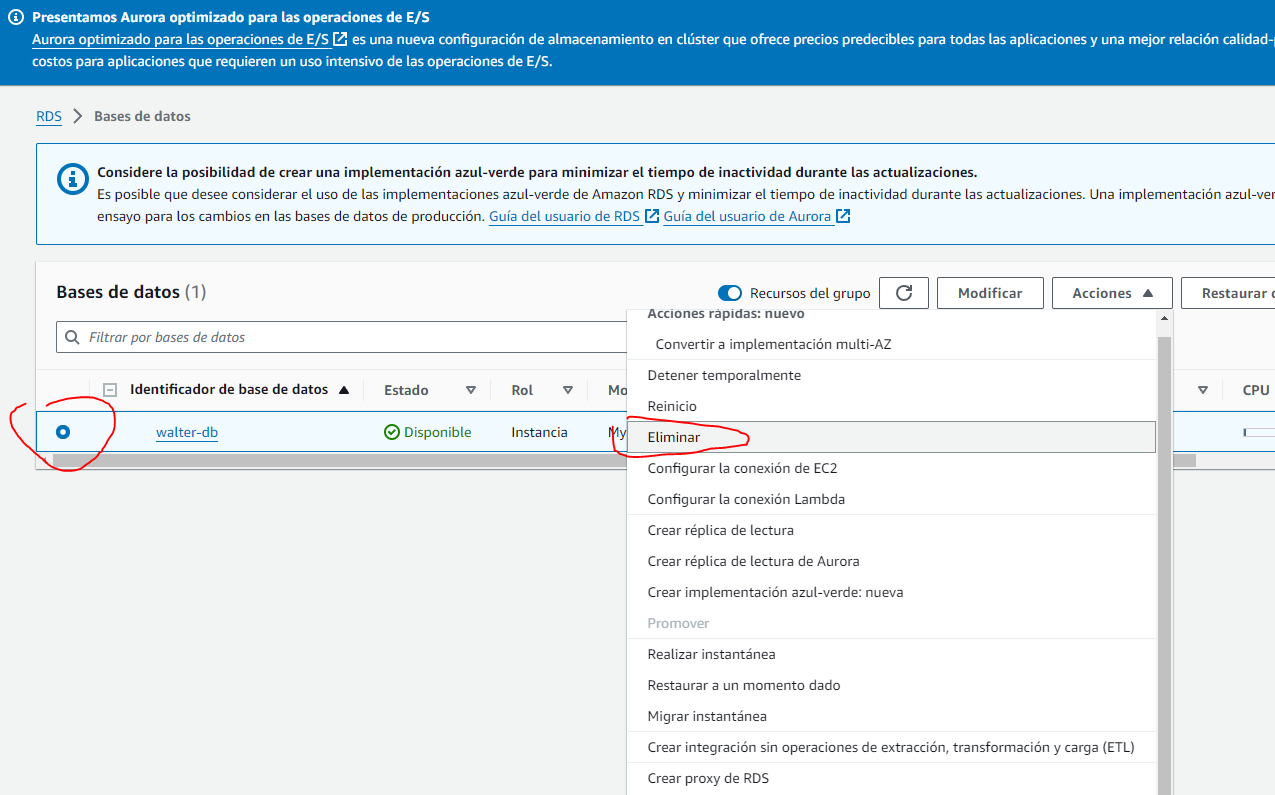 Presentamos Aurora optimizado para las operaciones de E/S
Aurora optimizado para las operaciones de E/S es una nueva configuración de almacenamiento en clúster que ofrece precios predecibles para todas las aplicaciones y una mejor relación calidad-
costos para aplicaciones que requieren un uso intensivo de las operaciones de E/S.
RDS > Bases de datos
Considere la posibilidad de crear una implementación azul-verde para minimizar el tiempo de inactividad durante las actualizaciones.
Es posible que desee considerar el uso de las implementaciones azul-verde de Amazon RDS y minimizar el tiempo de inactividad durante las actualizaciones. Una implementación azul-ver
ensayo para los cambios en las bases de datos de producción. Guía del usuario de RDS Guía del usuario de Aurora
Bases de datos (1) Recursos del grupo Modificar Acciones Restaurar
Filtrar por bases de datos
Identificador de base de datos Estado Rol Mo CPU
walter-db Disponible Instancia My
Acciones rápidas: nuevo
Convertir a implementación multi-AZ
Detener temporalmente
Reinicio
Eliminar
Configurar la conexión de EC2
Configurar la conexión Lambda
Crear réplica de lectura
Crear réplica de lectura de Aurora
Crear implementación azul-verde: nueva
Promover
Realizar instantánea
Restaurar a un momento dado
Migrar instantánea
Crear integración sin operaciones de extracción, transformación y carga (ETL)
Crear proxy de RDS